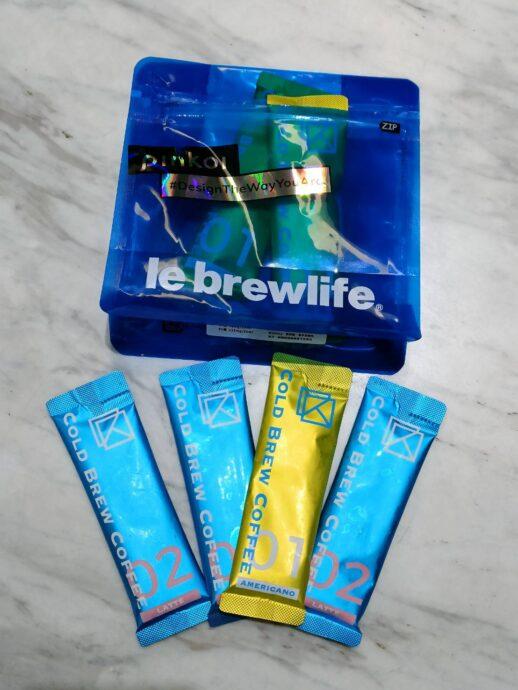 ZIP
pinkoi
#DesignTheWayYouAre.
01
le brewlife®
COLD BREW COFFEE
02
LATTE
COLD BREW COFFEE
COLD BREW COFFEE
01
AMERICANO
COLD BREW COFFEE
02
LATTE